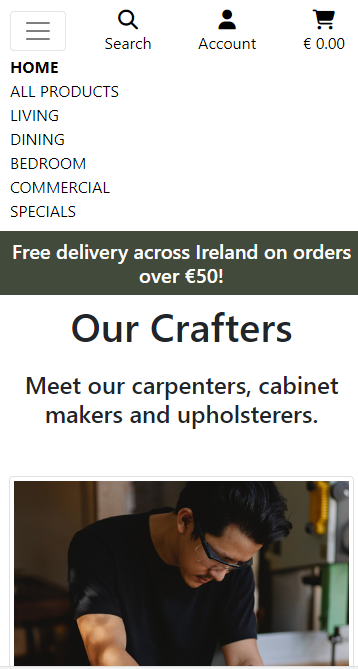 Search
Account
€ 0.00
HOME
ALL PRODUCTS
LIVING
DINING
BEDROOM
COMMERCIAL
SPECIALS
Free delivery across Ireland on orders
over €50!
Our Crafters
Meet our carpenters, cabinet
makers and upholsterers.